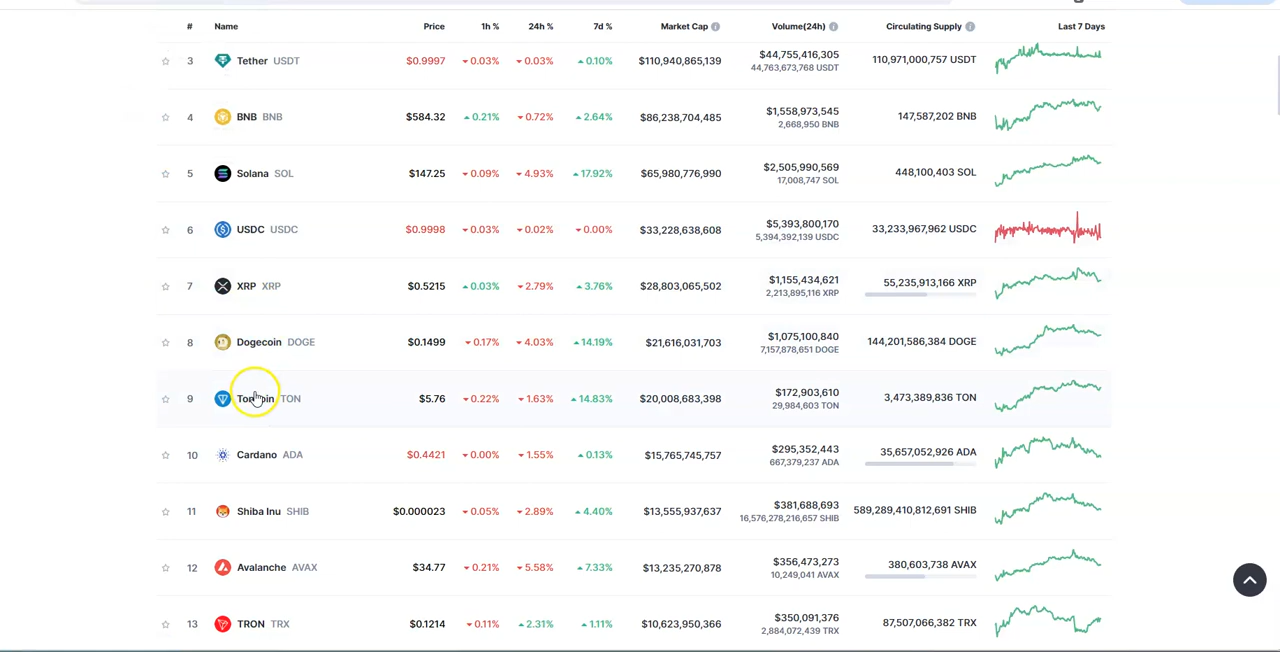 # Name Price 1h % 24h % 7d % Market Cap Volume(24h) Circulating Supply Last 7 Days
3 Tether USDT $0.9997 0.03% 0.03% 0.10% $110,940,865,139 $44,755,416,305 110,971,000,757 USDT
44,763,673,768 USDT
4 BNB BNB $584.32 0.21% 0.72% 2.64% $86,238,704,485 $1,558,973,545 147,587,202 BNB
2,668,950 BNB
5 Solana SOL $147.25 0.09% 4.93% 17.92% $65,980,776,990 $2,505,990,569 448,100,403 SOL
17,008,747 SOL
6 USDC USDC $0.9998 0.03% 0.02% 0.00% $33,228,638,608 $5,393,800,170 33,233,967,962 USDC
5,394,392,139 USDC
7 XRP XRP $0.5215 0.03% 2.79% 3.76% $28,803,065,502 $1,155,434,621 55,235,913,166 XRP
2,213,895,116 XRP
8 Dogecoin DOGE $0.1499 0.17% 4.03% 14.19% $21,616,031,703 $1,075,100,840 144,201,586,384 DOGE
7,157,878,651 DOGE
9 TON $5.76 0.22% 1.63% 14.83% $20,008,683,398 $172,903,610 3,473,389,836 TON
29,984,603 TON
10 Cardano ADA $0.4421 0.00% 1.55% 0.13% $15,765,745,757 $295,352,443 35,657,052,926 ADA
667,379,237 ADA
11 Shiba Inu SHIB $0.000023 0.05% 2.89% 4.40% $13,555,937,637 $381,688,693 589,289,410,812,691 SHIB
16,576,278,216,657 SHIB
12 Avalanche AVAX $34.77 0.21% 5.58% 7.33% $13,235,270,878 $356,473,273 380,603,738 AVAX
10,249,041 AVAX
13 TRON TRX $0.1214 0.11% 2.31% 1.11% $10,623,950,366 $350,091,376 87,507,066,382 TRX
2,884,072,439 TRX